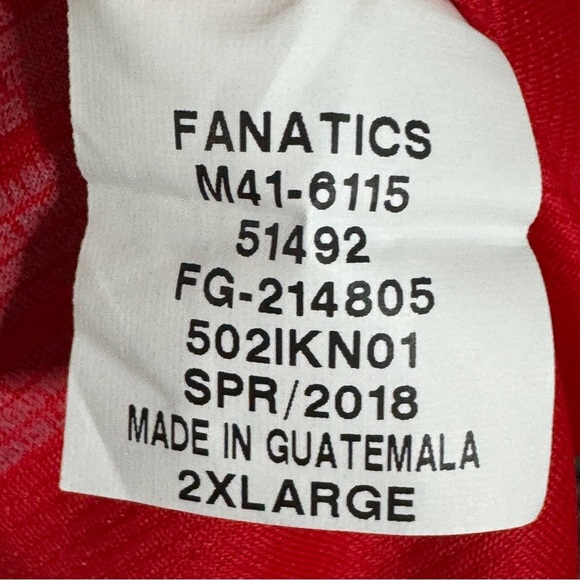 FANATICS
M41-6115
51492
FG-214805
502IKN01
SPR/2018
MADE IN GUATEMALA
2XLARGE